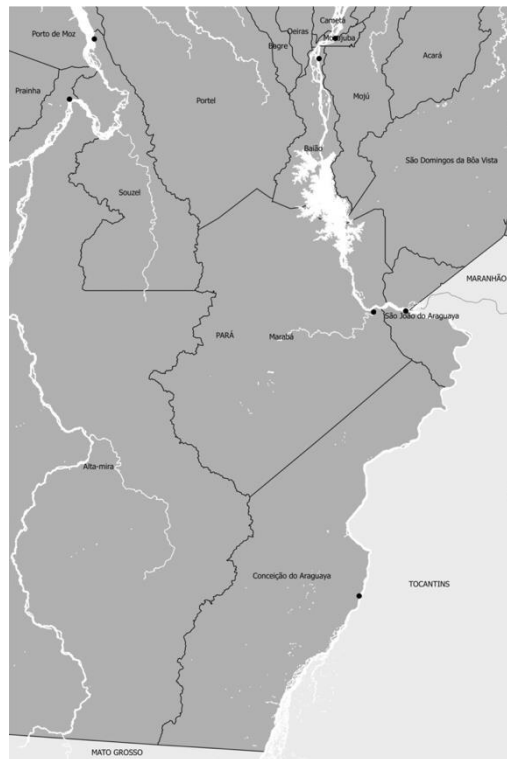 Cametá
Oeiras
Porto de Moz
Mocajuba
Bagre
Acará
Prainha
Portel
Mojú
Baião
São Domingos da Bôa Vista
Souzel
MARANHÃO
São João do Araguaya
PARÁ
Marabá
Alta-mira
Conceição do Araguaya
TOCANTINS
MATO GROSSO